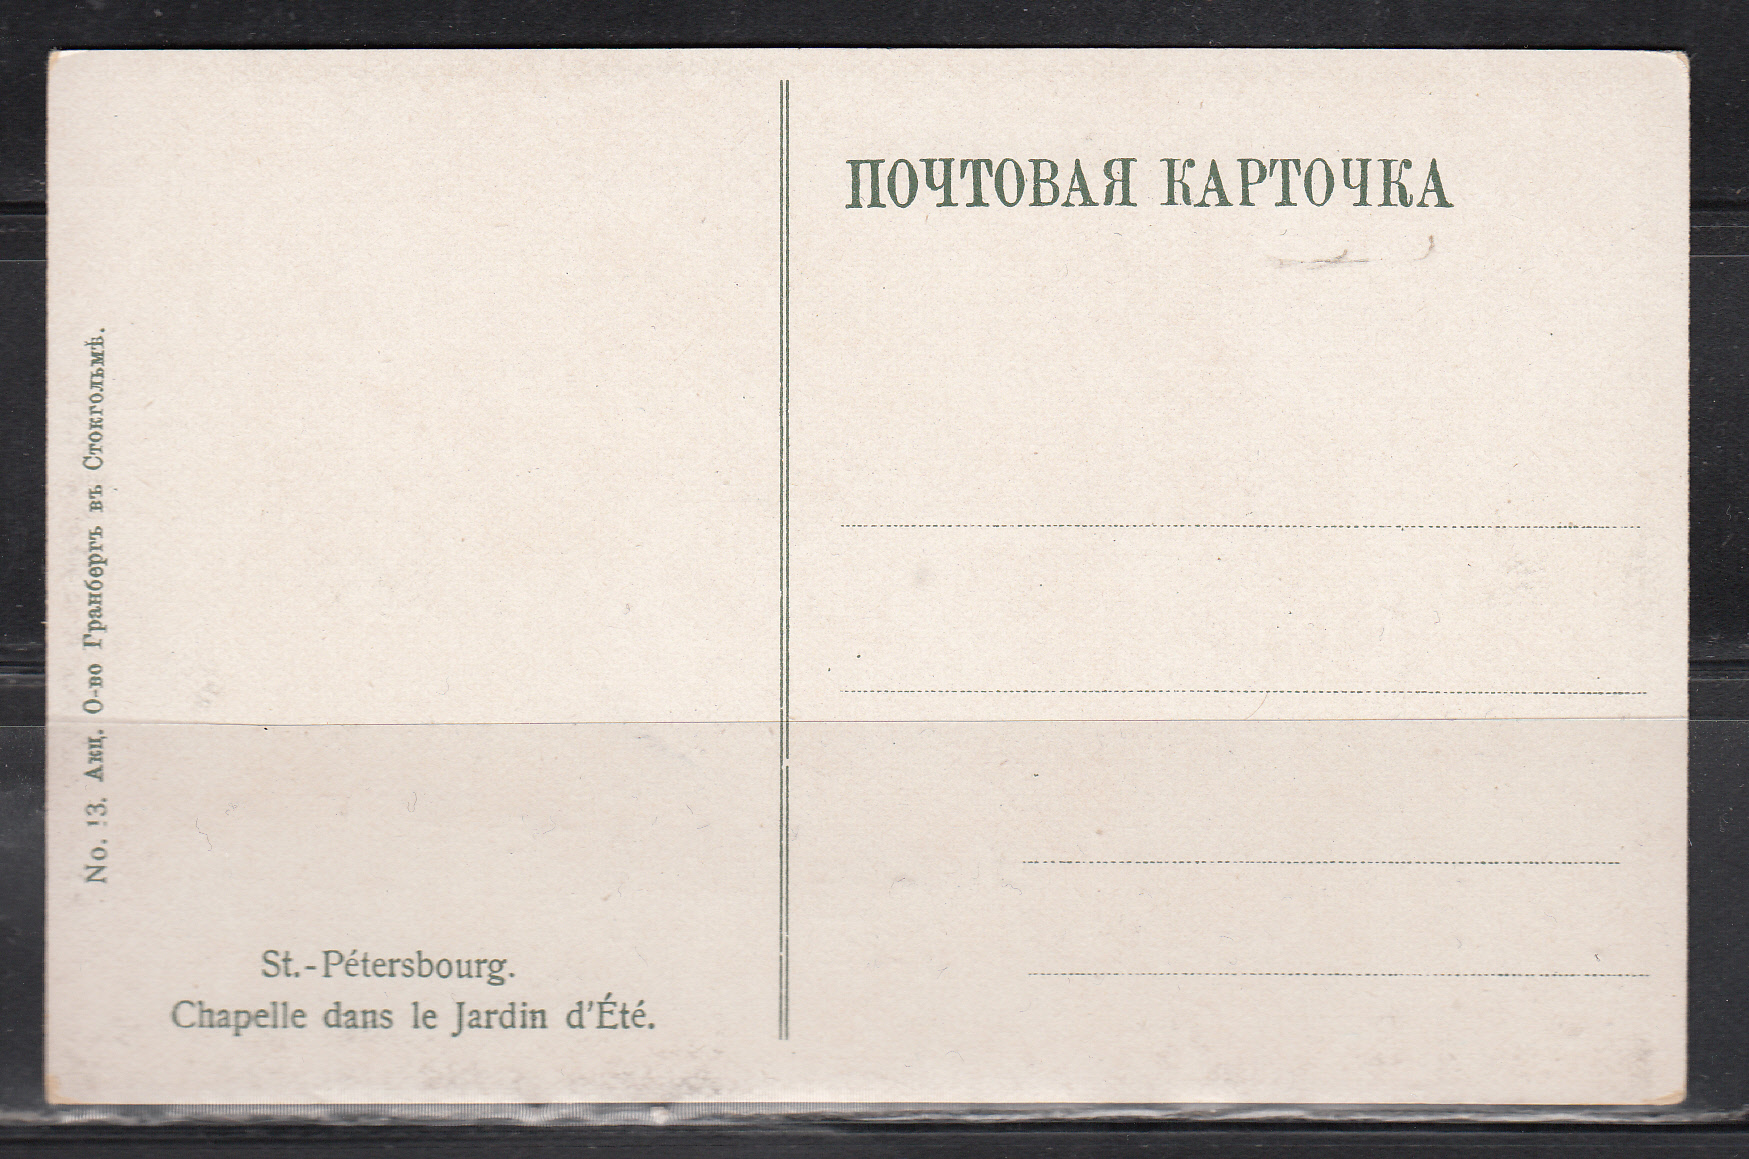 ПОЧТОВАЯ КАРТОЧКА
No. 13. Акц. О-во Гранбергъ въ Стокгольмѣ.
St.-Pétersbourg.
Chapelle dans le Jardin d'Été.